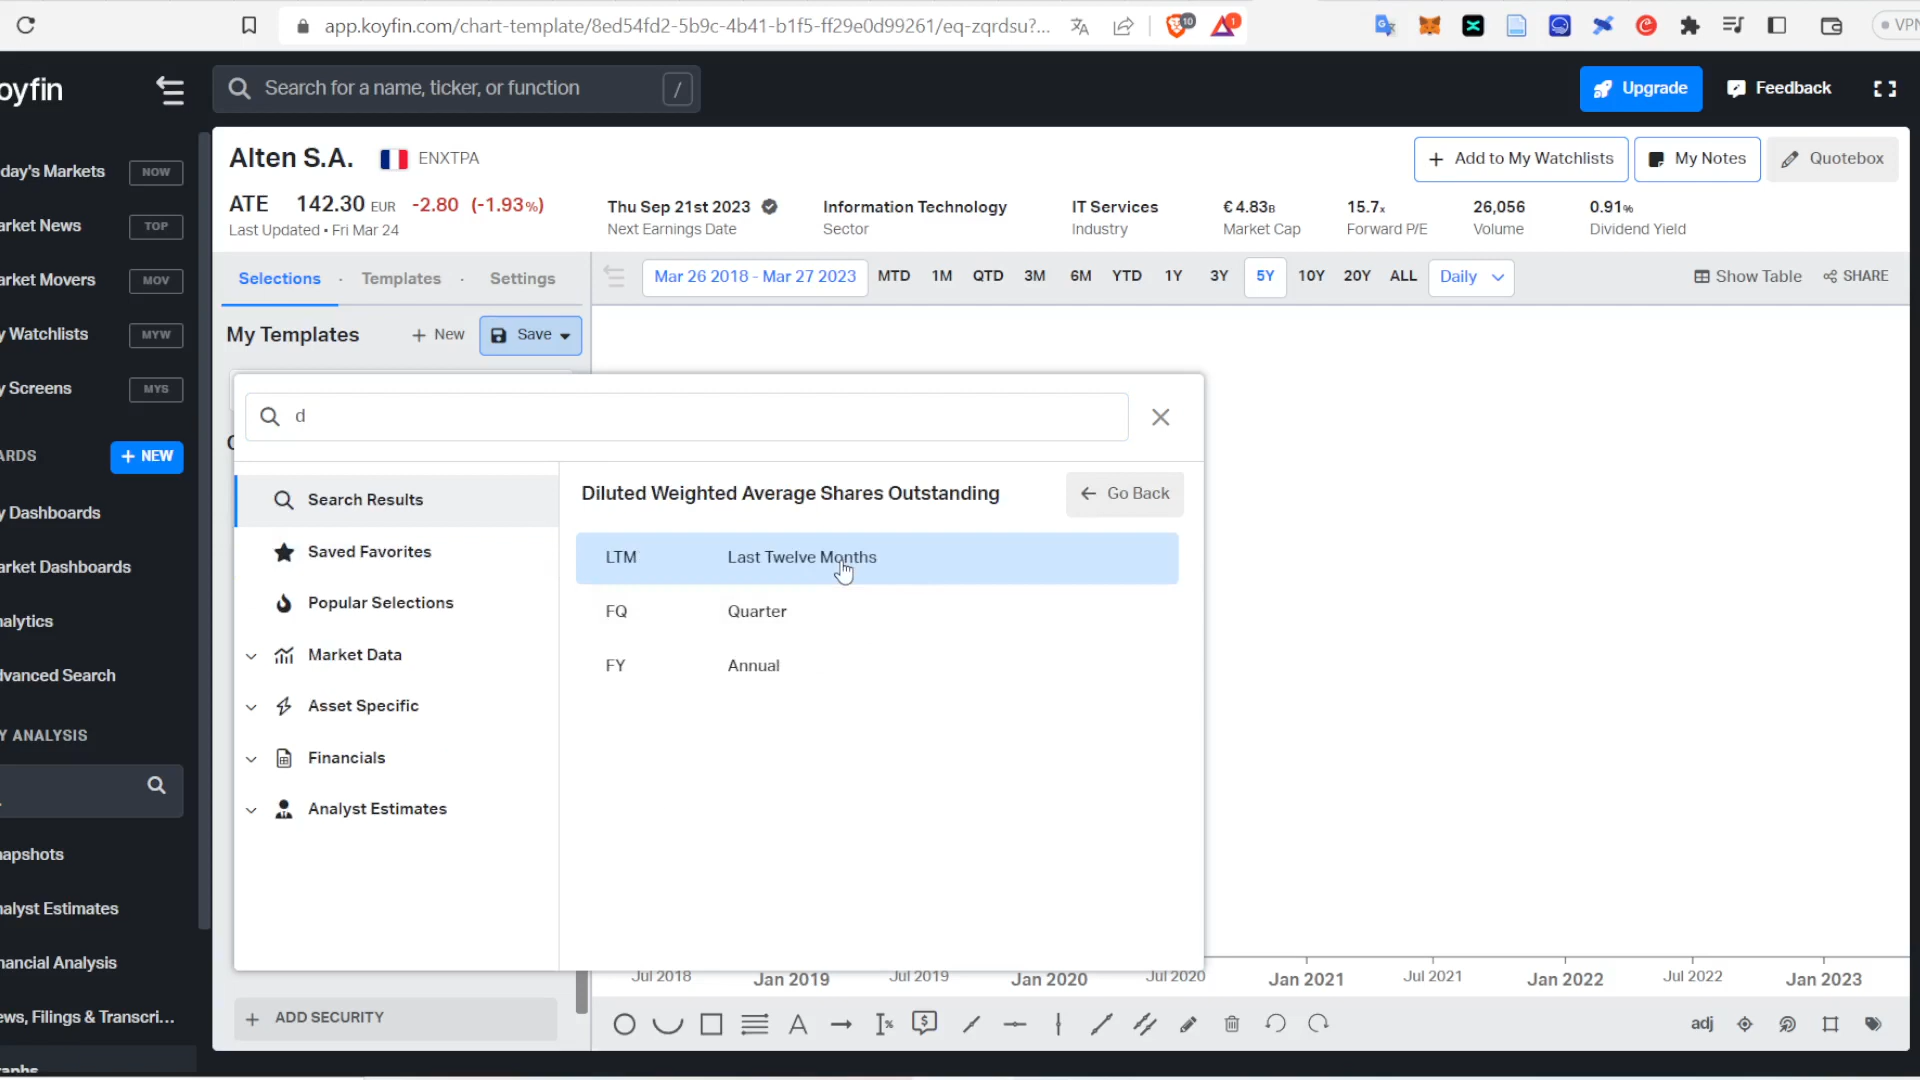 app.koyfin.com/chart-template/8ed54fd2-5b9c-4b41-b1f5-ff29e0d99261/eq-zqrdsu?...
10
1
VPN
oyfin
Search for a name, ticker, or function
/
Upgrade
Feedback
day's Markets NOW
arket News TOP
arket Movers MOV
y Watchlists MYW
y Screens MYS
ARDS + NEW
y Dashboards
arket Dashboards
nalytics
dvanced Search
Y ANALYSIS
napshots
nalyst Estimates
nancial Analysis
ews, Filings & Transcri...
Alten S.A. ENXTPA
+ Add to My Watchlists
My Notes
Quotebox
ATE 142.30 EUR -2.80 (-1.93%)
Last Updated • Fri Mar 24
Thu Sep 21st 2023
Next Earnings Date
Information Technology
Sector
IT Services
Industry
€ 4.83B
Market Cap
15.7x
Forward P/E
26,056
Volume
0.91%
Dividend Yield
Selections · Templates · Settings
Mar 26 2018 - Mar 27 2023 MTD 1M QTD 3M 6M YTD 1Y 3Y 5Y 10Y 20Y ALL Daily
Show Table SHARE
My Templates + New Save
d
Search Results
Saved Favorites
Popular Selections
Market Data
Asset Specific
Financials
Analyst Estimates
Diluted Weighted Average Shares Outstanding
Go Back
LTM Last Twelve Months
FQ Quarter
FY Annual
Jul 2018 Jan 2019 Jul 2019 Jan 2020 Jul 2020 Jan 2021 Jul 2021 Jan 2022 Jul 2022 Jan 2023
+ ADD SECURITY
adj